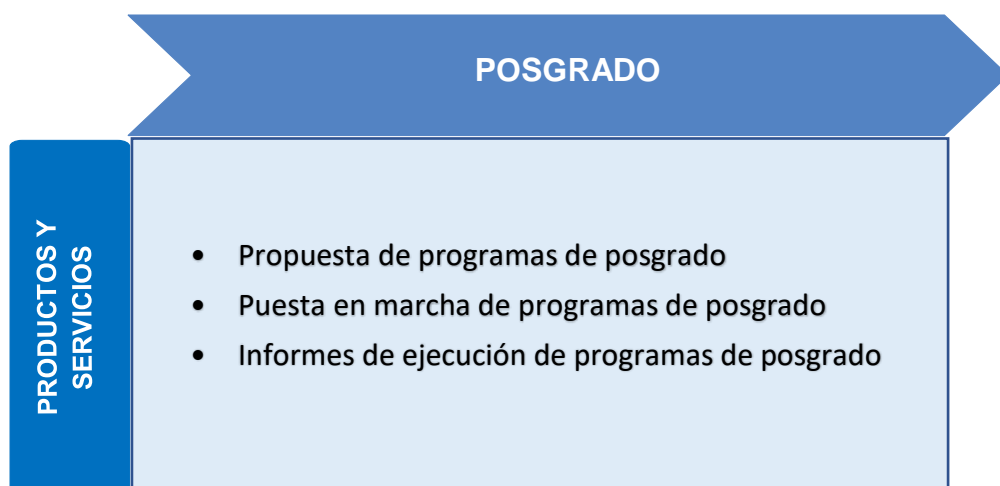 POSGRADO
PRODUCTOS Y
SERVICIOS
• Propuesta de programas de posgrado
• Puesta en marcha de programas de posgrado
• Informes de ejecución de programas de posgrado